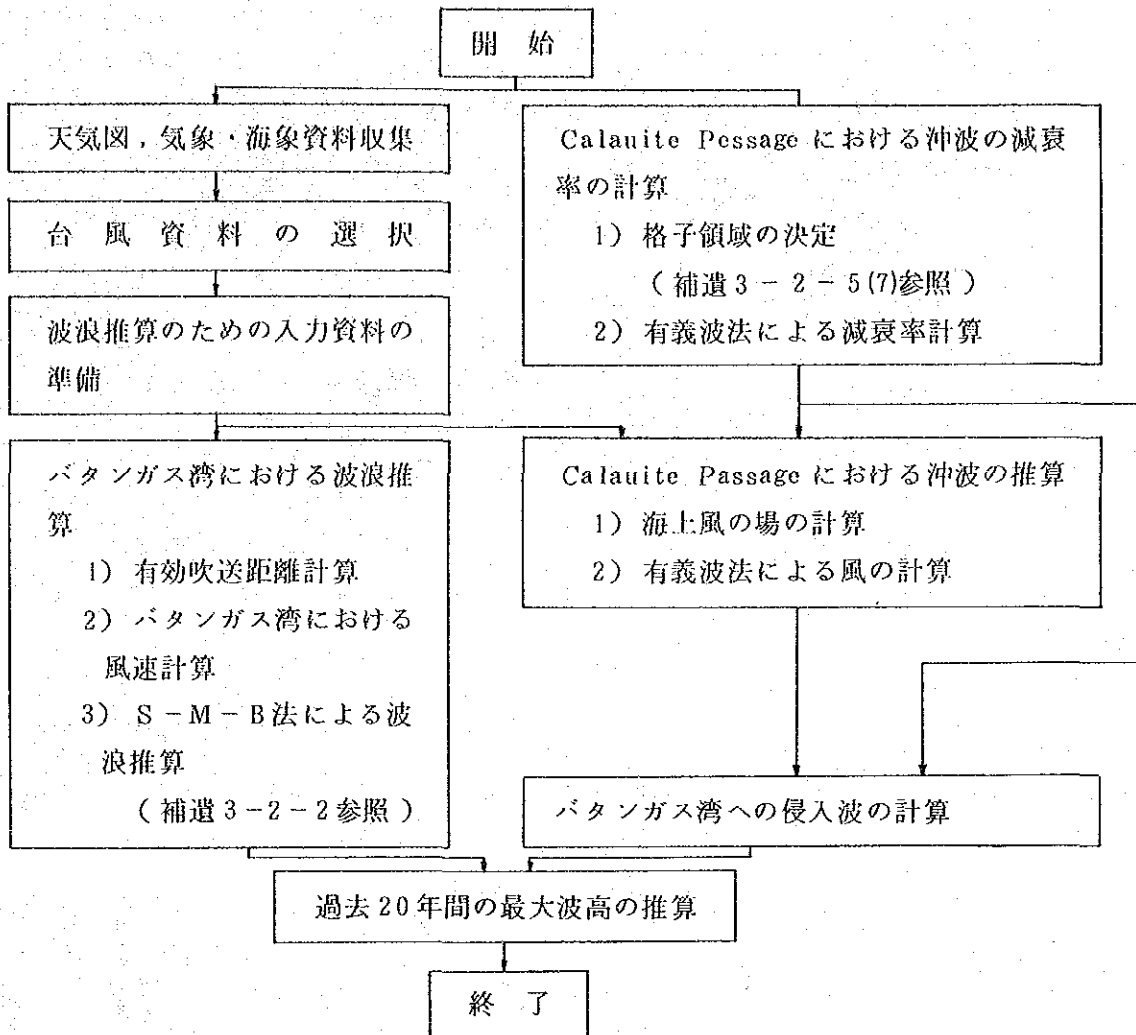 開　始
天気図，気象・海象資料収集
台　風　資　料　の　選　択
波浪推算のための入力資料の
準備
バタンガス湾における波浪推
算
1) 有効吹送距離計算
2) バタンガス湾における
風速計算
3) S－M－B法による波
浪推算
(補遺3－2－2参照)
Calauite Pessage における沖波の減衰
率の計算
1) 格子領域の決定
(補遺3－2－5(7)参照)
2) 有義波法による減衰率計算
Calauite Passage における沖波の推算
1) 海上風の場の計算
2) 有義波法による風の計算
バタンガス湾への侵入波の計算
過去20年間の最大波高の推算
終　了